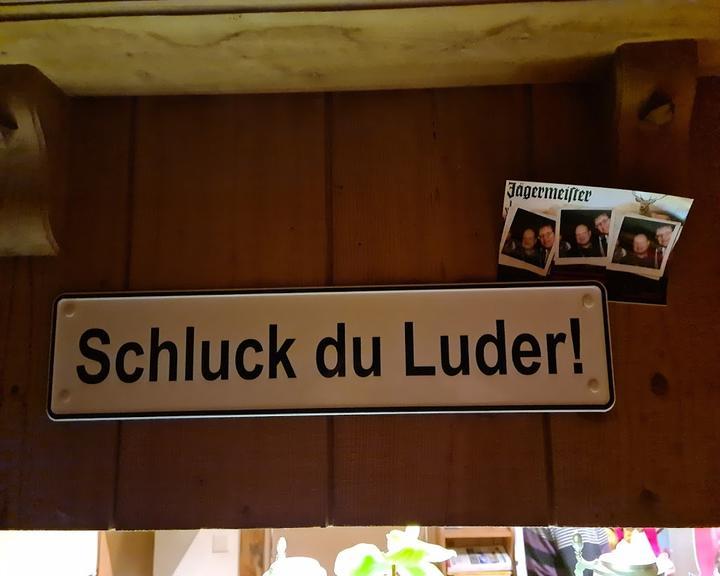 Jägermeister
Schluck du Luder!